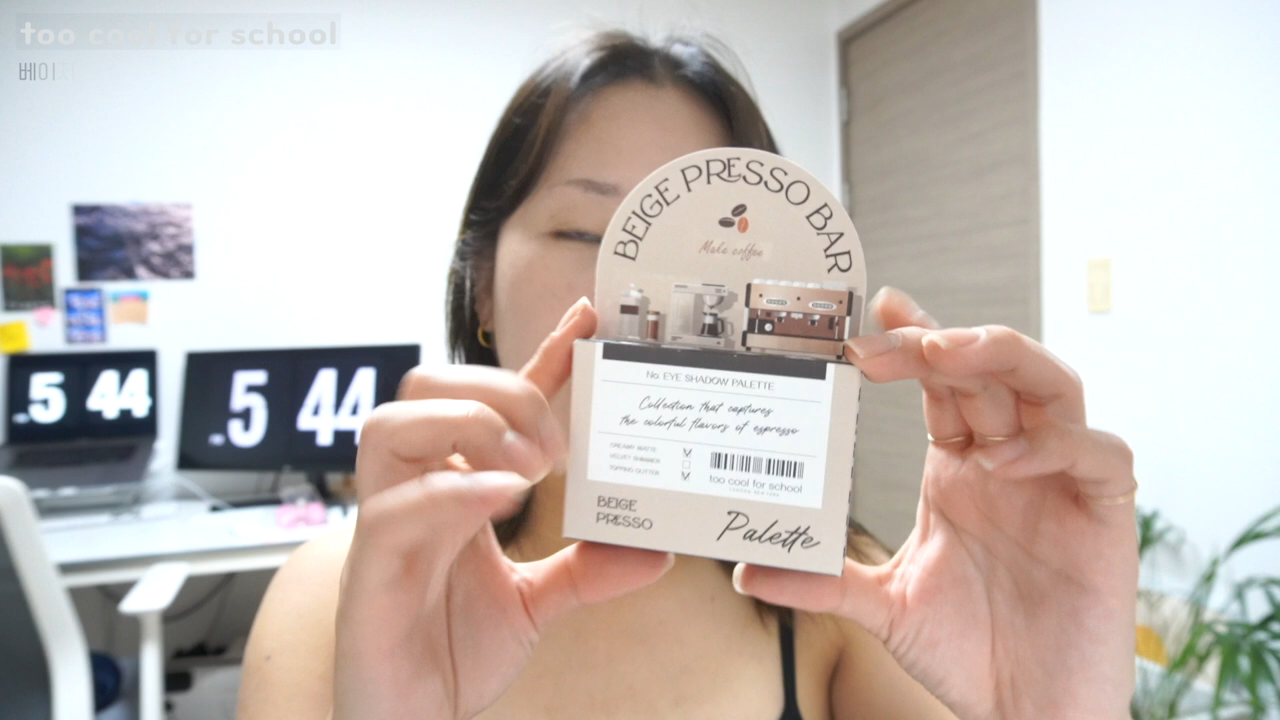 too cool for school
베이지
5 44
5 44
BEIGE PRESSO BAR
Make coffee
No. EYE SHADOW PALETTE
Collection that captures
the colorful flavors of espresso
CREAMY MATTE
VELVET SHIMMER
TOPPING GLITTER
too cool for school
BEIGE
PRESSO
Palette